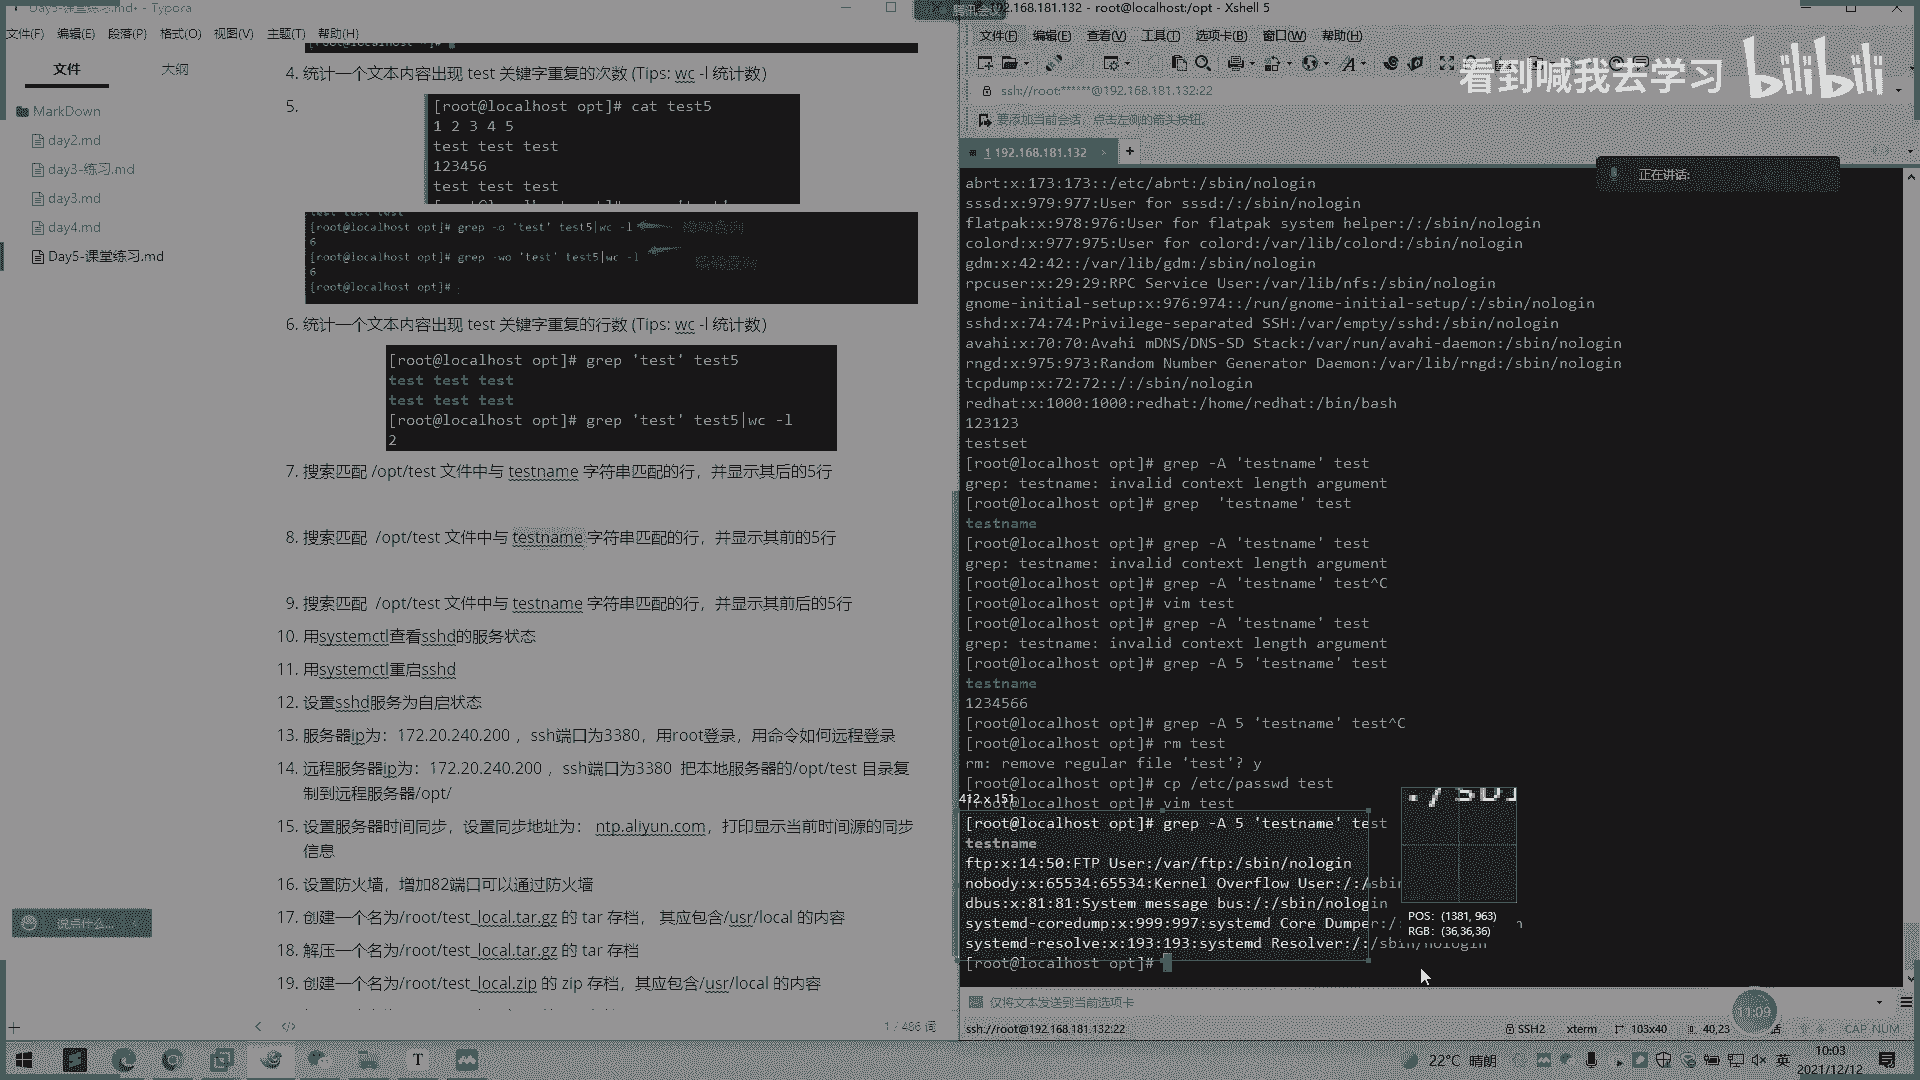 Day5-课堂练习.md• - Typora
文件(F) 编辑(E) 段落(P) 格式(O) 视图(V) 主题(T) 帮助(H)
文件 大纲
MarkDown
day2.md
day3-练习.md
day3.md
day4.md
Day5-课堂练习.md
4. 统计一个文本内容出现 test 关键字重复的次数 (Tips: wc -l 统计数)
5.
[root@localhost opt]# cat test5
1 2 3 4 5
test test test
123456
test test test
[root@localhost opt]# grep -o 'test' test5|wc -l
6
[root@localhost opt]# grep -wo 'test' test5|wc -l
6
[root@localhost opt]#
6. 统计一个文本内容出现 test 关键字重复的行数 (Tips: wc -l 统计数)
[root@localhost opt]# grep 'test' test5
test test test
test test test
[root@localhost opt]# grep 'test' test5|wc -l
2
7. 搜索匹配 /opt/test 文件中与 testname 字符串匹配的行，并显示其后的5行
8. 搜索匹配 /opt/test 文件中与 testname 字符串匹配的行，并显示其前的5行
9. 搜索匹配 /opt/test 文件中与 testname 字符串匹配的行，并显示其前后的5行
10. 用systemctl查看sshd的服务状态
11. 用systemctl重启sshd
12. 设置sshd服务为自启状态
13. 服务器ip为：172.20.240.200 ，ssh端口为3380，用root登录，用命令如何远程登录
14. 远程服务器ip为：172.20.240.200 ，ssh端口为3380 把本地服务器的/opt/test 目录复
制到远程服务器/opt/
15. 设置服务器时间同步，设置同步地址为： ntp.aliyun.com，打印显示当前时间源的同步
信息
16. 设置防火墙，增加82端口可以通过防火墙
17. 创建一个名为/root/test_local.tar.gz 的 tar 存档， 其应包含/usr/local 的内容
18. 解压一个名为/root/test_local.tar.gz 的 tar 存档
19. 创建一个名为/root/test_local.zip 的 zip 存档，其应包含/usr/local 的内容
说点什么...
1 / 486 词
192.168.181.132 - root@localhost:/opt - Xshell 5
文件(F) 编辑(E) 查看(V) 工具(T) 选项卡(B) 窗口(W) 帮助(H)
看到喊我去学习 bilibili
ssh://root:******@192.168.181.132:22
要添加当前会话，点击左侧的箭头按钮。
1 192.168.181.132
正在讲话:
abrt:x:173:173::/etc/abrt:/sbin/nologin
sssd:x:979:977:User for sssd:/:/sbin/nologin
flatpak:x:978:976:User for flatpak system helper:/:/sbin/nologin
colord:x:977:975:User for colord:/var/lib/colord:/sbin/nologin
gdm:x:42:42::/var/lib/gdm:/sbin/nologin
rpcuser:x:29:29:RPC Service User:/var/lib/nfs:/sbin/nologin
gnome-initial-setup:x:976:974::/run/gnome-initial-setup/:/sbin/nologin
sshd:x:74:74:Privilege-separated SSH:/var/empty/sshd:/sbin/nologin
avahi:x:70:70:Avahi mDNS/DNS-SD Stack:/var/run/avahi-daemon:/sbin/nologin
rngd:x:975:973:Random Number Generator Daemon:/var/lib/rngd:/sbin/nologin
tcpdump:x:72:72::/:/sbin/nologin
redhat:x:1000:1000:redhat:/home/redhat:/bin/bash
123123
testset
[root@localhost opt]# grep -A 'testname' test
grep: testname: invalid context length argument
[root@localhost opt]# grep  'testname' test
testname
[root@localhost opt]# grep -A 'testname' test
grep: testname: invalid context length argument
[root@localhost opt]# grep -A 'testname' test^C
[root@localhost opt]# vim test
[root@localhost opt]# grep -A 'testname' test
grep: testname: invalid context length argument
[root@localhost opt]# grep -A 5 'testname' test
testname
1234566
[root@localhost opt]# grep -A 5 'testname' test^C
[root@localhost opt]# rm test
rm: remove regular file 'test'? y
[root@localhost opt]# cp /etc/passwd test
[root@localhost opt]# vim test
412 x 151
[root@localhost opt]# grep -A 5 'testname' test
testname
ftp:x:14:50:FTP User:/var/ftp:/sbin/nologin
nobody:x:65534:65534:Kernel Overflow User:/:/sbin
dbus:x:81:81:System message bus:/:/sbin/nologin
systemd-coredump:x:999:997:systemd Core Dumper:/:
systemd-resolve:x:193:193:systemd Resolver:/:/sbin/nologin
[root@localhost opt]#
POS: (1381, 963)
RGB: (36,36,36)
仅将文本发送到当前选项卡
ssh://root@192.168.181.132:22
SSH2 xterm 103x40 40,23 CAP NUM
11:09
22°C 晴朗 英 10:03
2021/12/12